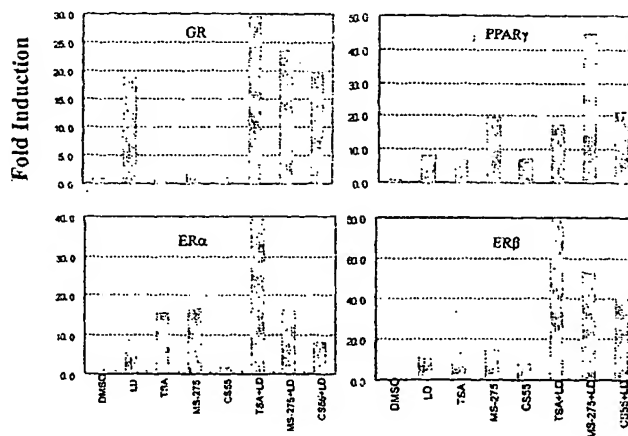 Fold Induction
GR
30.0
25.0
20.0
15.0
10.0
5.0
0.0
PPARγ
50.0
40.0
30.0
20.0
10.0
0.0
ERα
40.0
30.0
20.0
10.0
0.0
DMSO
LD
TSA
MS-275
CS55
TSA+LD
MS-275+LD
CS55+LD
ERβ
80.0
60.0
40.0
20.0
0.0
DMSO
LD
TSA
MS-275
CS55
TSA+LD
MS-275+LD
CS55+LD